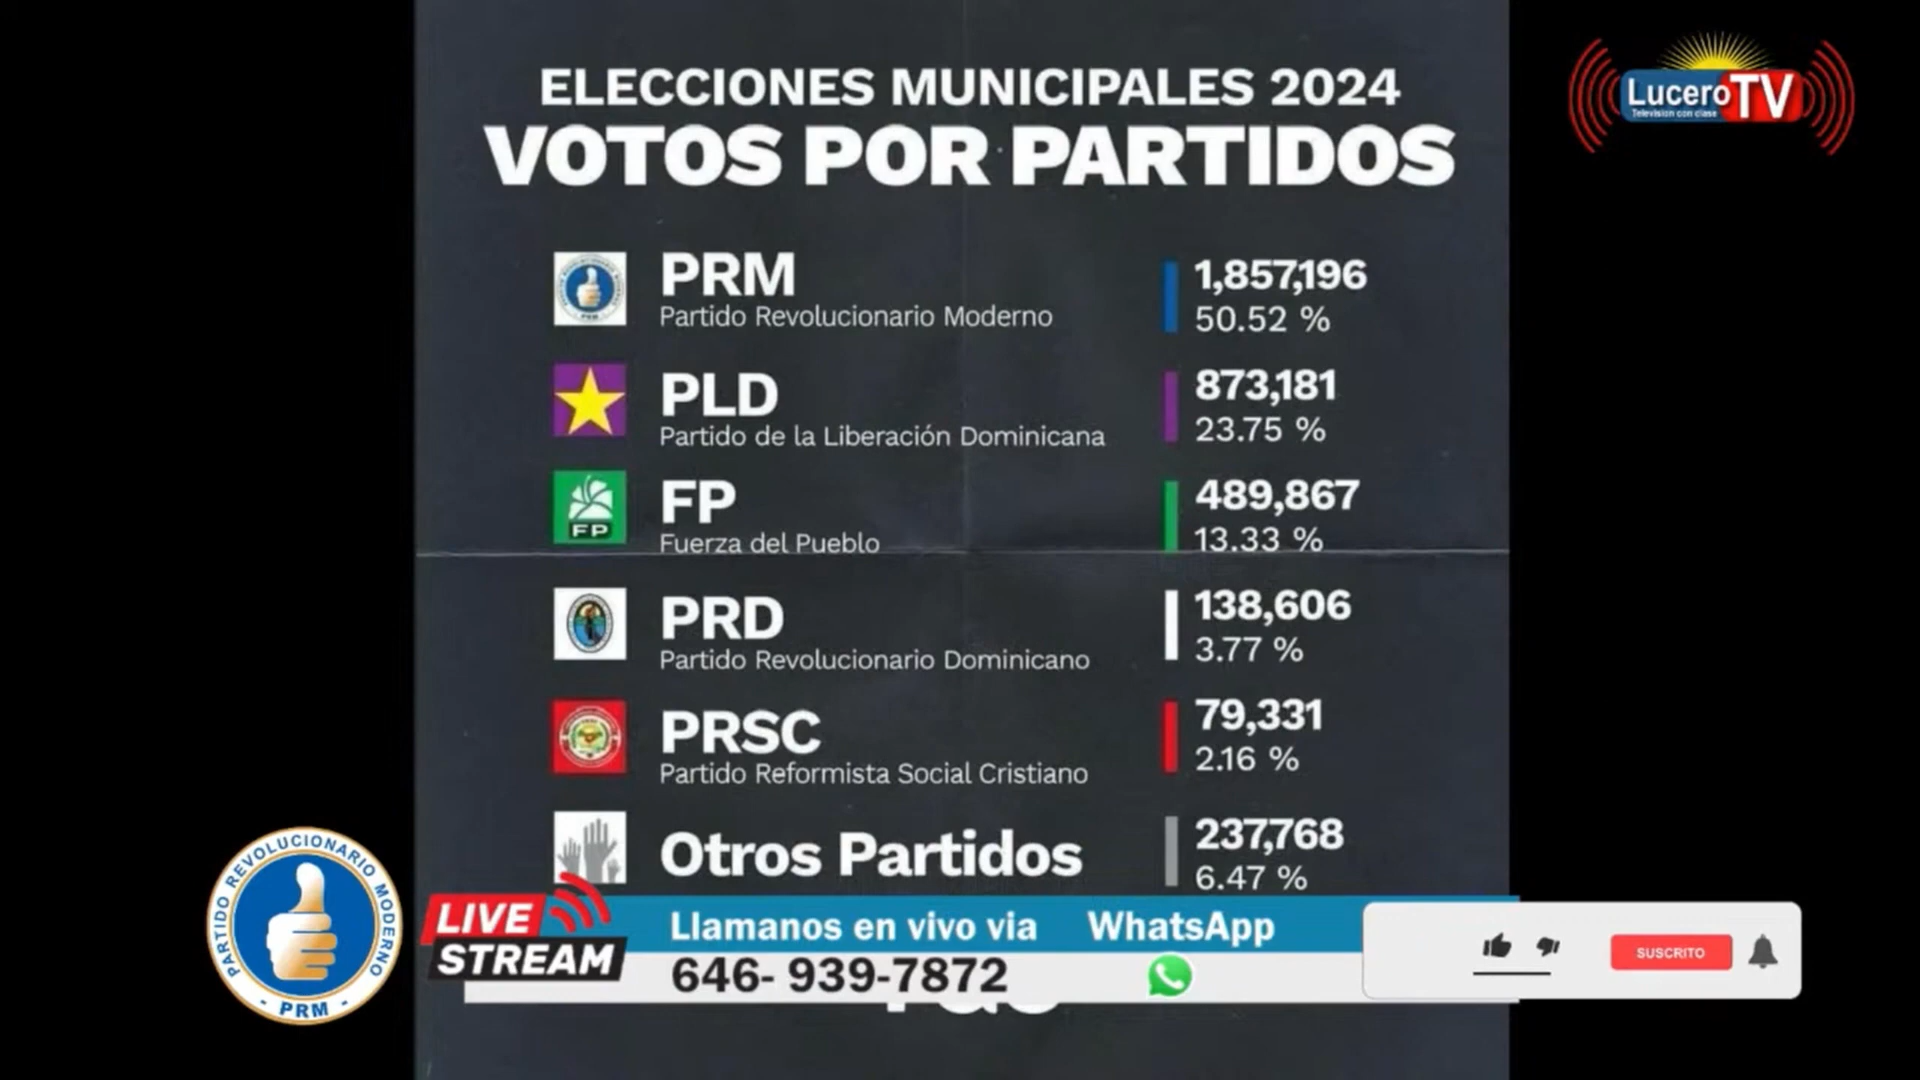 ELECCIONES MUNICIPALES 2024
VOTOS POR PARTIDOS
LuceroTV
Television con clase
PRM
Partido Revolucionario Moderno
1,857,196
50.52 %
PLD
Partido de la Liberación Dominicana
873,181
23.75 %
FP
FP
Fuerza del Pueblo
489,867
13.33 %
PRD
Partido Revolucionario Dominicano
138,606
3.77 %
PRSC
Partido Reformista Social Cristiano
79,331
2.16 %
Otros Partidos
237,768
6.47 %
PARTIDO REVOLUCIONARIO MODERNO
- PRM -
LIVE
STREAM
Llamanos en vivo via WhatsApp
646- 939-7872
SUSCRITO